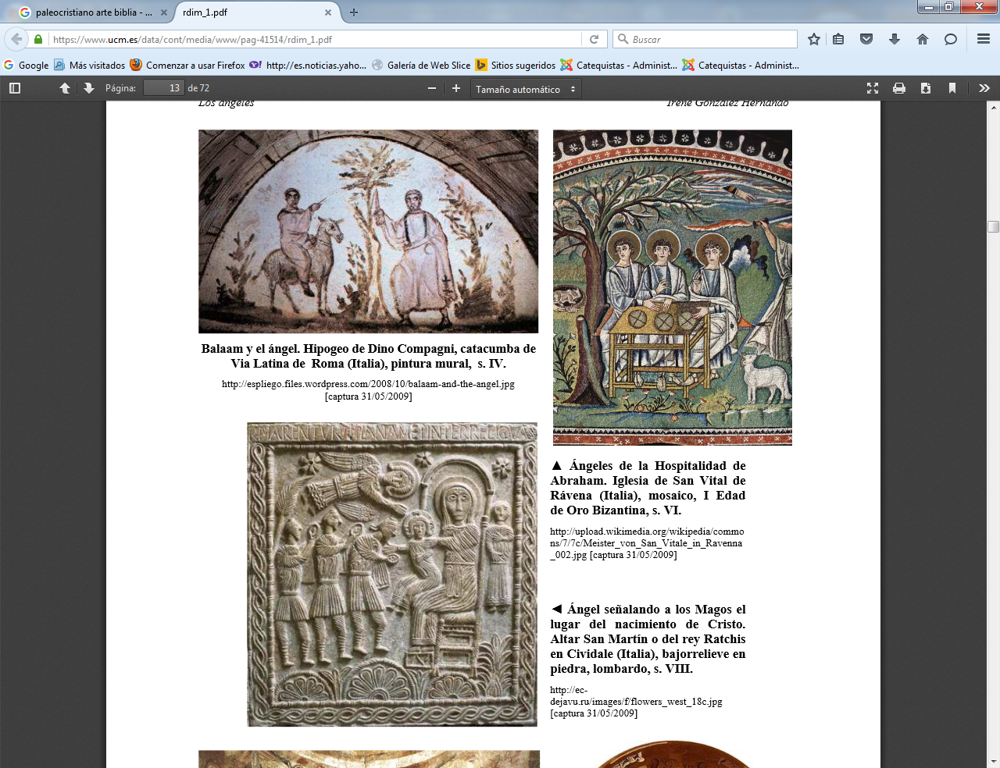 paleocristiano arte biblia - ...
rdim_1.pdf
https://www.ucm.es/data/cont/media/www/pag-41514/rdim_1.pdf
Buscar
Google
Más visitados
Comenzar a usar Firefox
http://es.noticias.yaho...
Galería de Web Slice
Sitios sugeridos
Catequistas - Administ...
Catequistas - Administ...
Página:
13
de 72
Tamaño automático
Los ángeles
Irene González Hernando
Balaam y el ángel. Hipogeo de Dino Compagni, catacumba de
Via Latina de Roma (Italia), pintura mural, s. IV.
http://espliego.files.wordpress.com/2008/10/balaam-and-the-angel.jpg
[captura 31/05/2009]
▲ Ángeles de la Hospitalidad de
Abraham. Iglesia de San Vital de
Rávena (Italia), mosaico, I Edad
de Oro Bizantina, s. VI.
http://upload.wikimedia.org/wikipedia/commo
ns/7/7c/Meister_von_San_Vitale_in_Ravenna
_002.jpg [captura 31/05/2009]
◄ Ángel señalando a los Magos el
lugar del nacimiento de Cristo.
Altar San Martín o del rey Ratchis
en Cividale (Italia), bajorrelieve en
piedra, lombardo, s. VIII.
http://ec-
dejavu.ru/images/f/flowers_west_18c.jpg
[captura 31/05/2009]